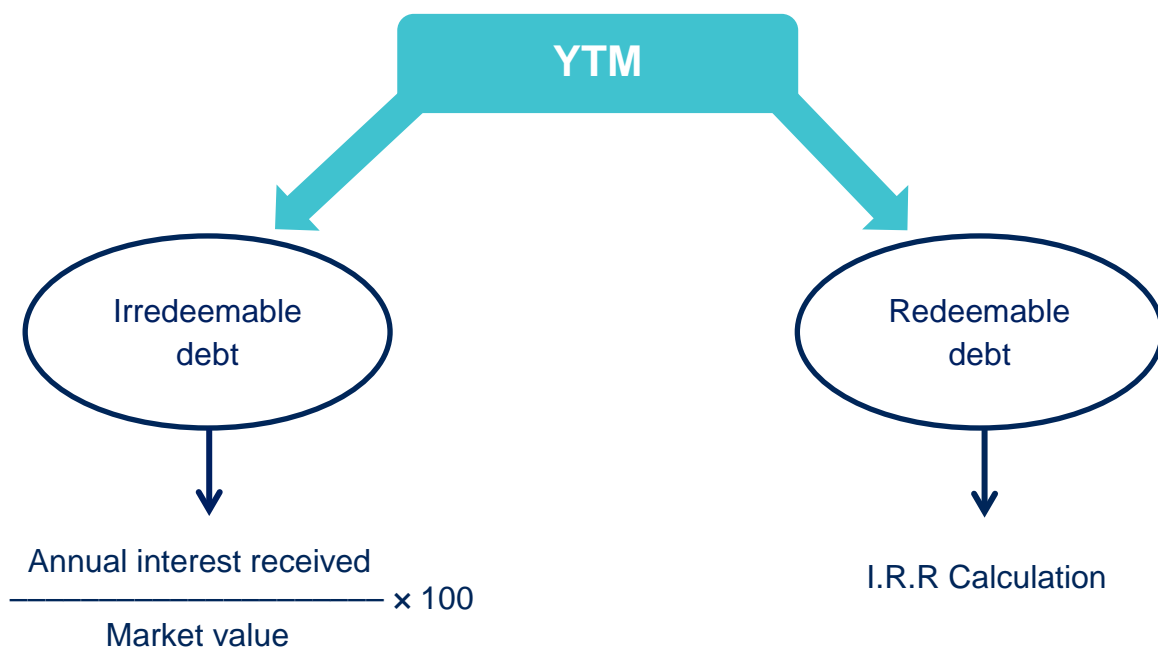 YTM
Irredeemable
debt
Redeemable
debt
Annual interest received
× 100
Market value
I.R.R Calculation